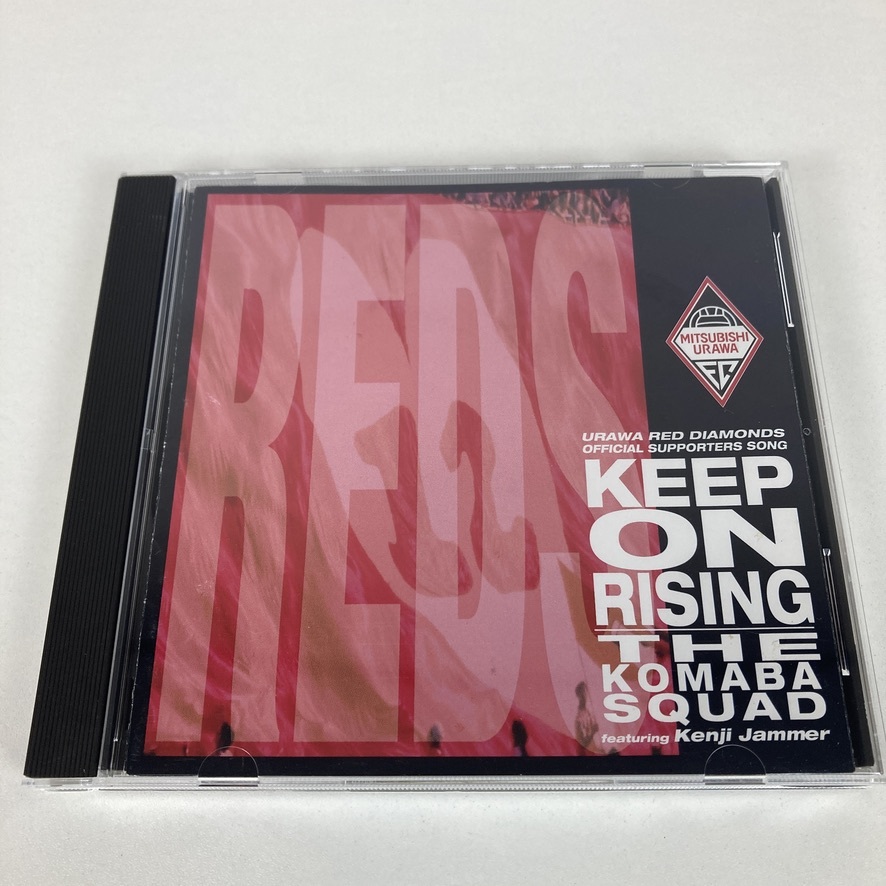 REDS
MITSUBISHI
URAWA
FC
URAWA RED DIAMONDS
OFFICIAL SUPPORTERS SONG
KEEP
ON
RISING
THE
KOMABA
SQUAD
featuring Kenji Jammer